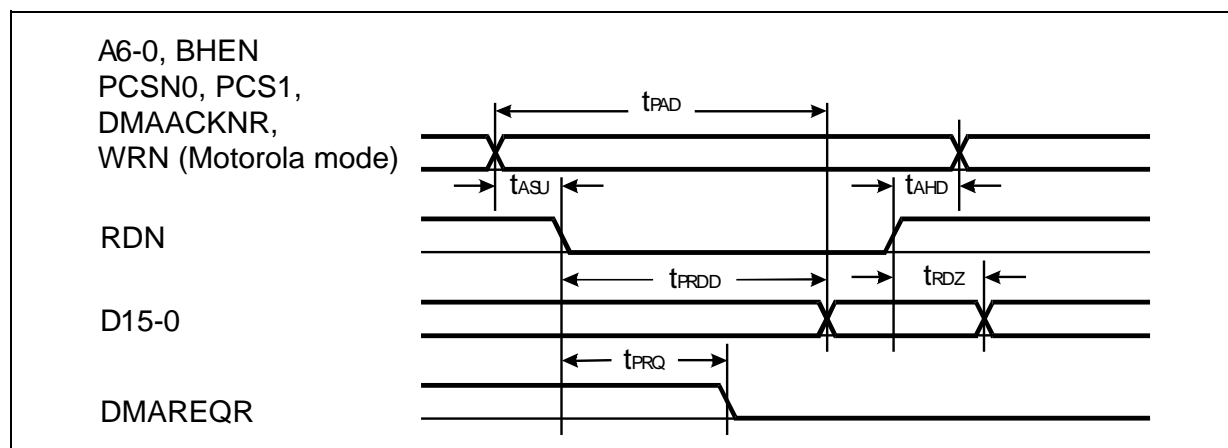 A6-0, BHEN
PCSN0, PCS1,
DMAACKNR,
WRN (Motorola mode)
tPAD
tASU
tAHD
RDN
tPRDD
tRDZ
D15-0
tPRQ
DMAREQR